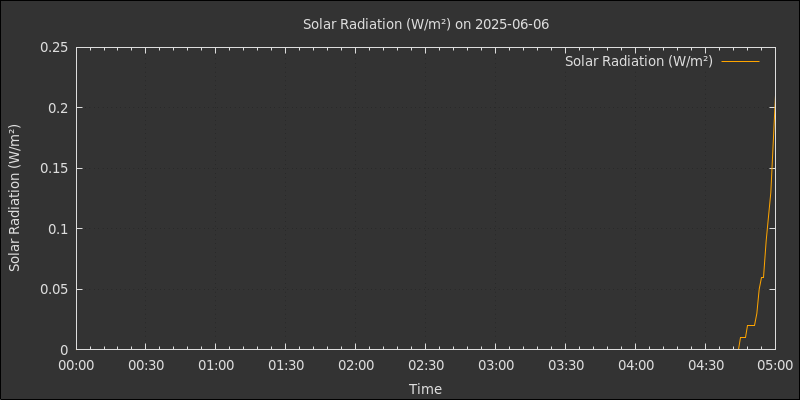 Solar Radiation (W/m²) on 2025-06-06
Solar Radiation (W/m²)
0.25
0.2
0.15
0.1
0.05
0
Solar Radiation (W/m²)
00:00 00:30 01:00 01:30 02:00 02:30 03:00 03:30 04:00 04:30 05:00
Time